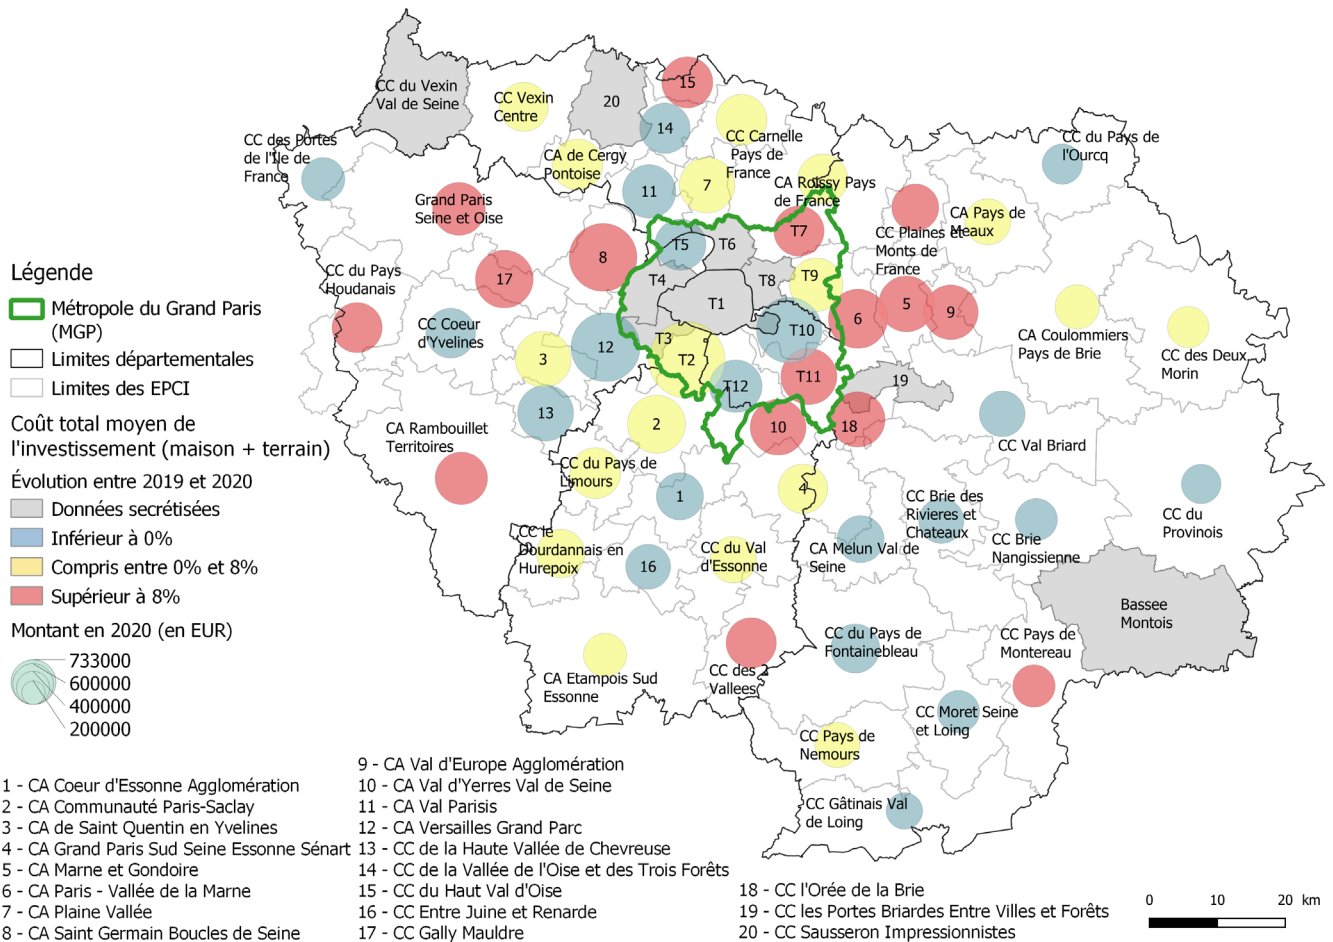 CC du Vexin
Val de Seine
CC Vexin
Centre
20
15
14
CC Carnelle
Pays de
France
CC des Portes
de l'Ile de
France
CA de Cergy
Pontoise
11
7
CA Roissy Pays
de France
CC du Pays de
l'Ourcq
Grand Paris
Seine et Oise
CC Plaines et
Monts de
France
CA Pays de
Meaux
T5
T6
T7
8
17
T4
T8
T9
T1
CC du Pays
Houdanais
CC Coeur
d'Yvelines
3
12
T3
T2
T10
T12
T11
6
5
9
CA Coulommiers
Pays de Brie
CC des Deux
Morin
19
13
2
10
18
CC Val Briard
CA Rambouillet
Territoires
CC du Pays de
Limours
1
4
CC Brie des
Rivieres et
Chateaux
CC Brie
Nangissienne
CC du
Provinois
CA Melun Val de
Seine
CC le
Dourdannais en
Hurepoix
16
CC du Val
d'Essonne
Bassee
Montois
CC du Pays de
Fontainebleau
CC Pays de
Montereau
CA Etampois Sud
Essonne
CC des 2
Vallees
CC Moret Seine
et Loing
CC Pays de
Nemours
CC Gâtinais Val
de Loing
Légende
Métropole du Grand Paris
(MGP)
Limites départementales
Limites des EPCI
Coût total moyen de
l'investissement (maison + terrain)
Évolution entre 2019 et 2020
Données secrétisées
Inférieur à 0%
Compris entre 0% et 8%
Supérieur à 8%
Montant en 2020 (en EUR)
733000
600000
400000
200000
1 - CA Coeur d'Essonne Agglomération
2 - CA Communauté Paris-Saclay
3 - CA de Saint Quentin en Yvelines
4 - CA Grand Paris Sud Seine Essonne Sénart
5 - CA Marne et Gondoire
6 - CA Paris - Vallée de la Marne
7 - CA Plaine Vallée
8 - CA Saint Germain Boucles de Seine
9 - CA Val d'Europe Agglomération
10 - CA Val d'Yerres Val de Seine
11 - CA Val Parisis
12 - CA Versailles Grand Parc
13 - CC de la Haute Vallée de Chevreuse
14 - CC de la Vallée de l'Oise et des Trois Forêts
15 - CC du Haut Val d'Oise
16 - CC Entre Juine et Renarde
17 - CC Gally Mauldre
18 - CC l'Orée de la Brie
19 - CC les Portes Briardes Entre Villes et Forêts
20 - CC Sausseron Impressionnistes
0 10 20 km